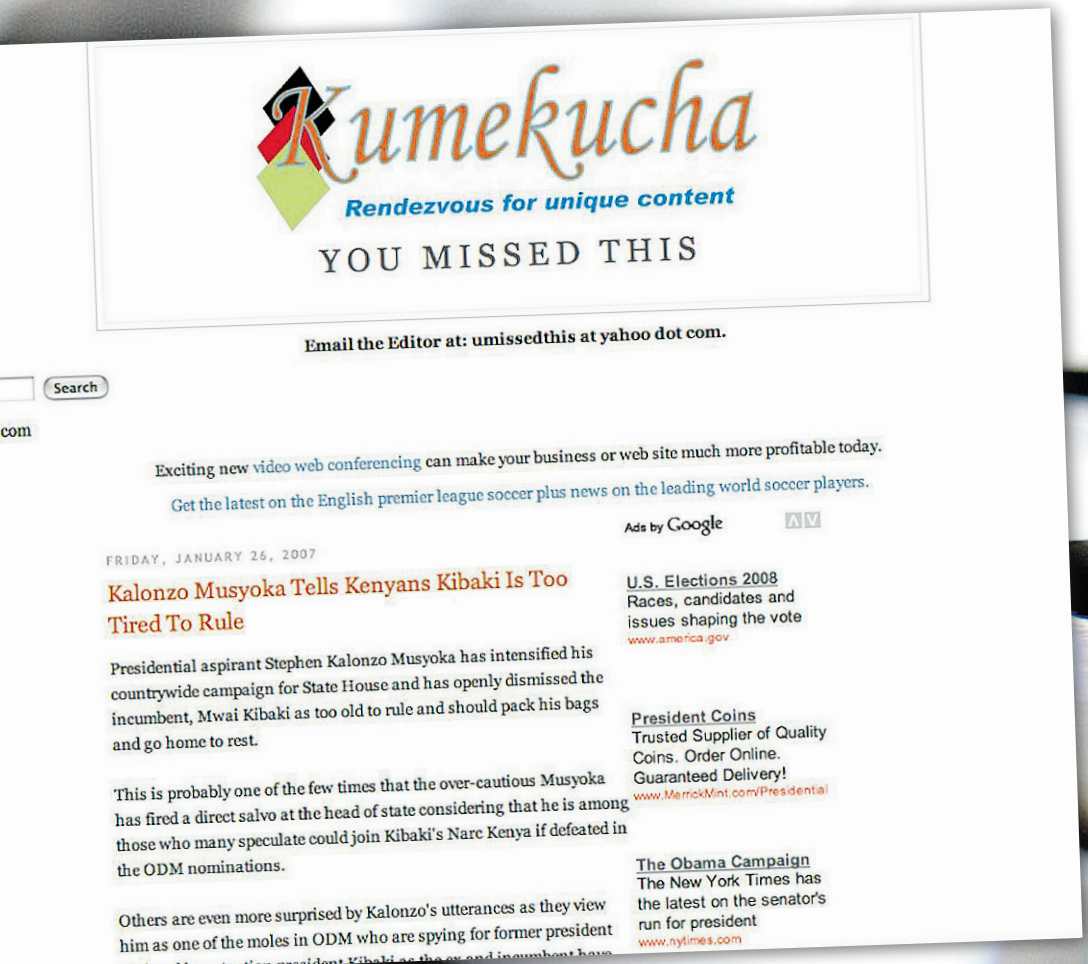 Kumekucha
Rendezvous for unique content
YOU MISSED THIS
Email the Editor at: umissedthis at yahoo dot com.
Search
com
Exciting new video web conferencing can make your business or web site much more profitable today.
Get the latest on the English premier league soccer plus news on the leading world soccer players.
FRIDAY, JANUARY 26, 2007
Kalonzo Musyoka Tells Kenyans Kibaki Is Too
Tired To Rule
Presidential aspirant Stephen Kalonzo Musyoka has intensified his
countrywide campaign for State House and has openly dismissed the
incumbent, Mwai Kibaki as too old to rule and should pack his bags
and go home to rest.
This is probably one of the few times that the over-cautious Musyoka
has fired a direct salvo at the head of state considering that he is among
those who many speculate could join Kibaki's Narc Kenya if defeated in
the ODM nominations.
Others are even more surprised by Kalonzo's utterances as they view
him as one of the moles in ODM who are spying for former president
president Kibaki as the ex and incumbent have
Ads by Google
U.S. Elections 2008
Races, candidates and
issues shaping the vote
www.america.gov
President Coins
Trusted Supplier of Quality
Coins. Order Online.
Guaranteed Delivery!
www.MerrickMint.com/Presidential
The Obama Campaign
The New York Times has
the latest on the senator's
run for president
www.nytimes.com